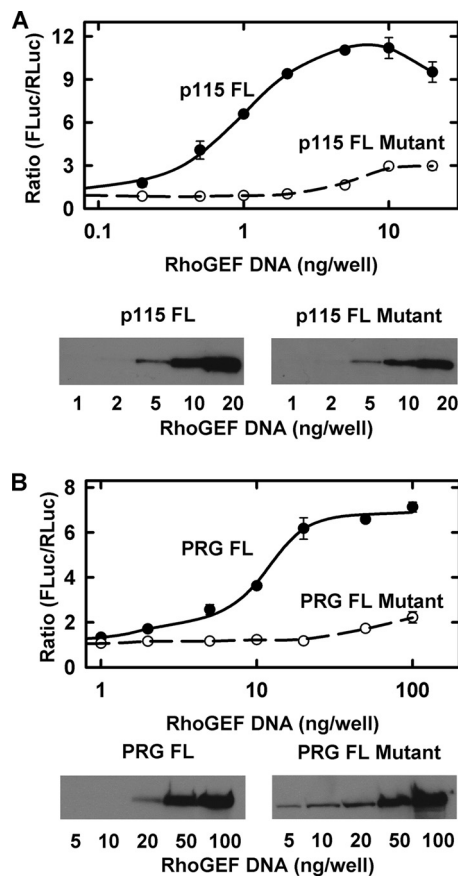 A
12
9
6
3
0
Ratio (FLuc/RLuc)
p115 FL
p115 FL Mutant
0.1 1 10
RhoGEF DNA (ng/well)
p115 FL p115 FL Mutant
1 2 5 10 20 1 2 5 10 20
RhoGEF DNA (ng/well)
B
8
6
4
2
0
Ratio (FLuc/RLuc)
PRG FL
PRG FL Mutant
1 10 100
RhoGEF DNA (ng/well)
PRG FL PRG FL Mutant
5 10 20 50 100 5 10 20 50 100
RhoGEF DNA (ng/well)